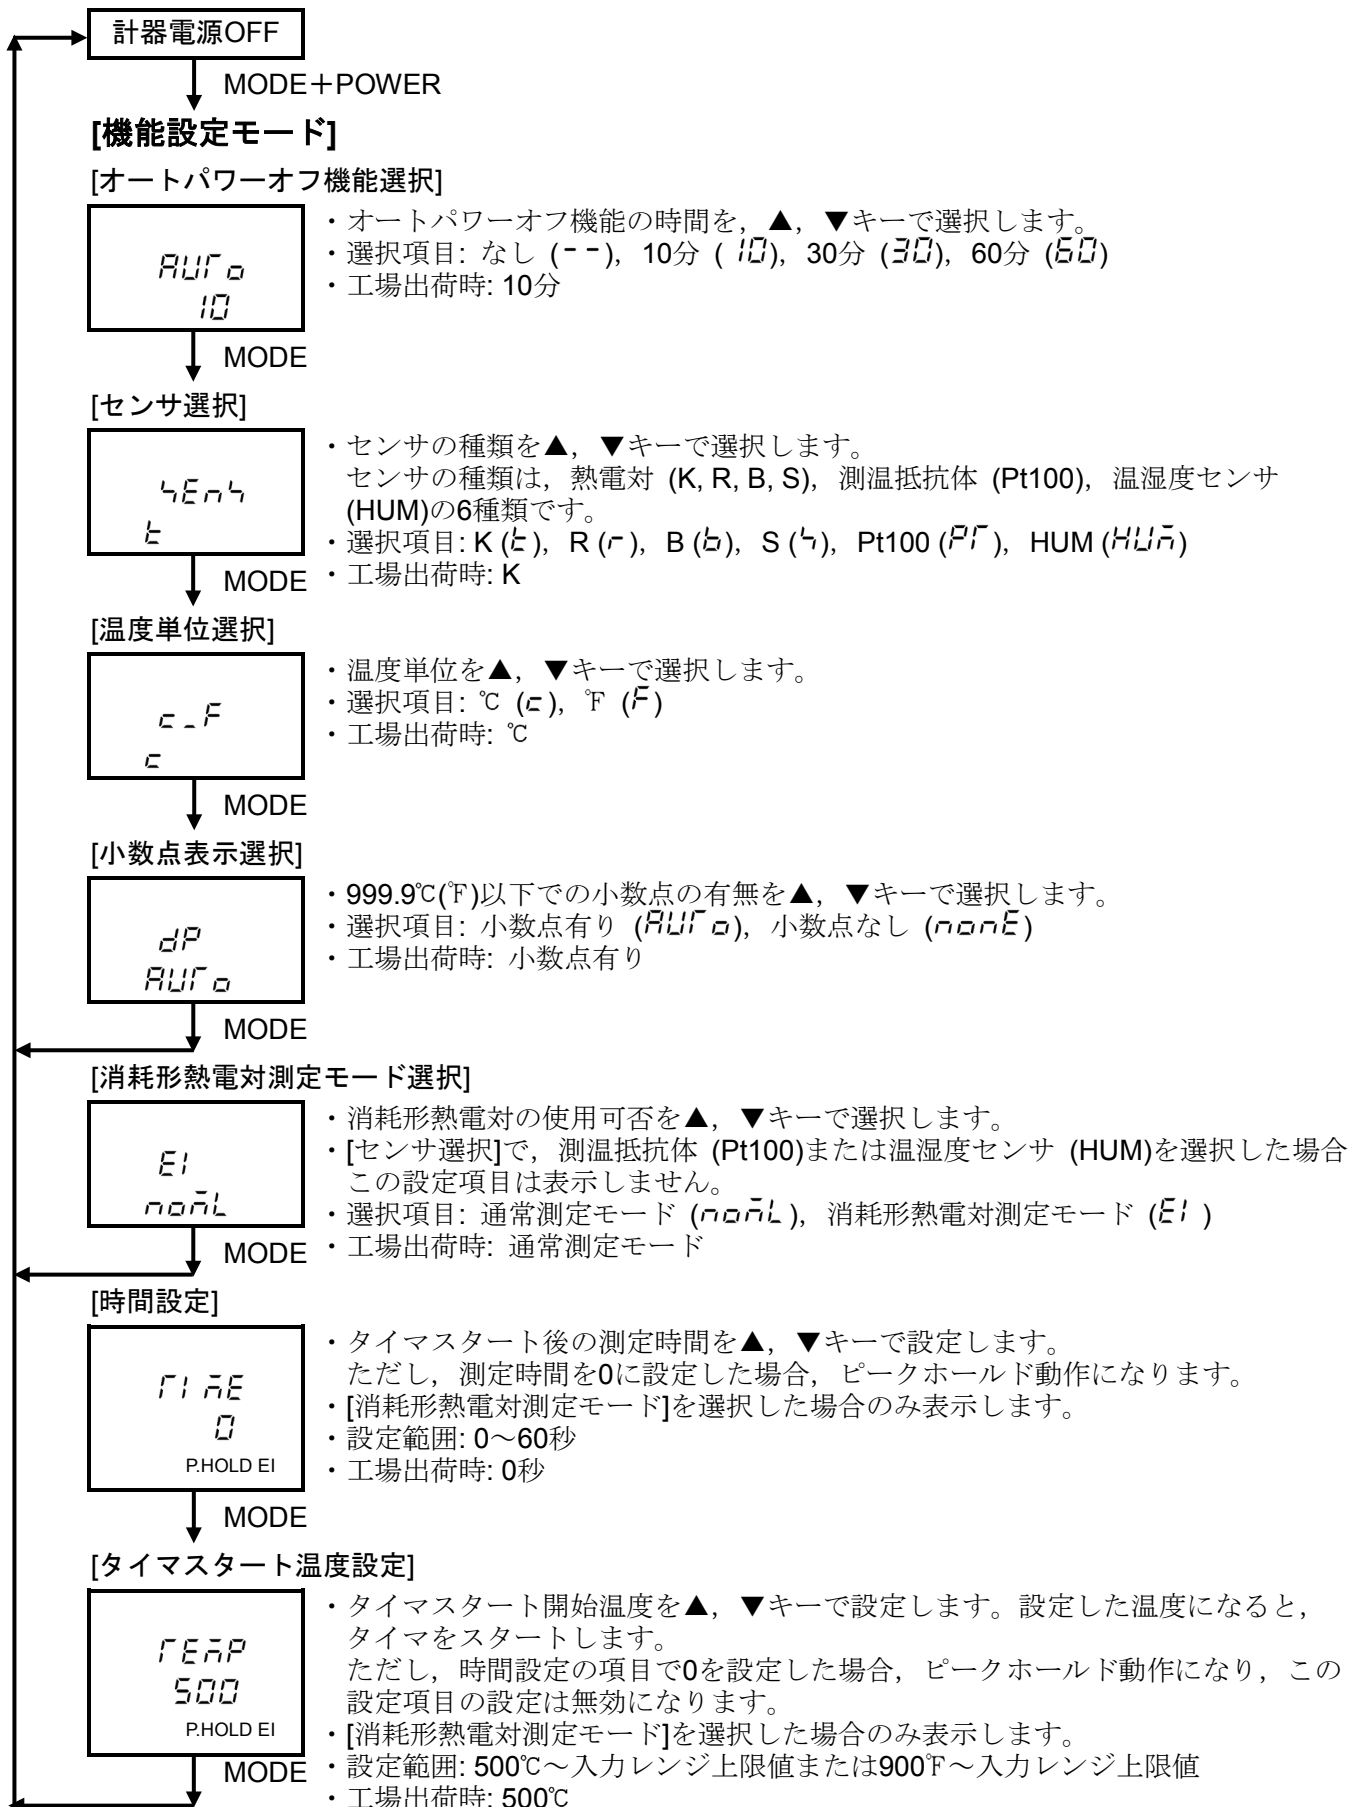 計器電源OFF
MODE＋POWER
[機能設定モード]
[オートパワーオフ機能選択]
AUTo
10
・オートパワーオフ機能の時間を，▲，▼キーで選択します。
・選択項目: なし (--)，10分 (10)，30分 (30)，60分 (60)
・工場出荷時: 10分
MODE
[センサ選択]
SEnS
t
・センサの種類を▲，▼キーで選択します。
センサの種類は，熱電対 (K, R, B, S)，測温抵抗体 (Pt100)，温湿度センサ
(HUM)の6種類です。
・選択項目: K (t)，R (r)，B (b)，S (S)，Pt100 (PT)，HUM (HUM)
・工場出荷時: K
MODE
[温度単位選択]
c_F
c
・温度単位を▲，▼キーで選択します。
・選択項目: ℃ (c)，℉ (F)
・工場出荷時: ℃
MODE
[小数点表示選択]
dP
AUTo
・999.9℃(℉)以下での小数点の有無を▲，▼キーで選択します。
・選択項目: 小数点有り (AUTo)，小数点なし (nonE)
・工場出荷時: 小数点有り
MODE
[消耗形熱電対測定モード選択]
EI
noML
・消耗形熱電対の使用可否を▲，▼キーで選択します。
・[センサ選択]で，測温抵抗体 (Pt100)または温湿度センサ (HUM)を選択した場合
この設定項目は表示しません。
・選択項目: 通常測定モード (noML)，消耗形熱電対測定モード (EI)
・工場出荷時: 通常測定モード
MODE
[時間設定]
TIME
0
P.HOLD EI
・タイマスタート後の測定時間を▲，▼キーで設定します。
ただし，測定時間を0に設定した場合，ピークホールド動作になります。
・[消耗形熱電対測定モード]を選択した場合のみ表示します。
・設定範囲: 0～60秒
・工場出荷時: 0秒
MODE
[タイマスタート温度設定]
TEMP
500
P.HOLD EI
・タイマスタート開始温度を▲，▼キーで設定します。設定した温度になると，
タイマをスタートします。
ただし，時間設定の項目で0を設定した場合，ピークホールド動作になり，この
設定項目の設定は無効になります。
・[消耗形熱電対測定モード]を選択した場合のみ表示します。
・設定範囲: 500℃～入力レンジ上限値または900℉～入力レンジ上限値
・工場出荷時: 500℃
MODE